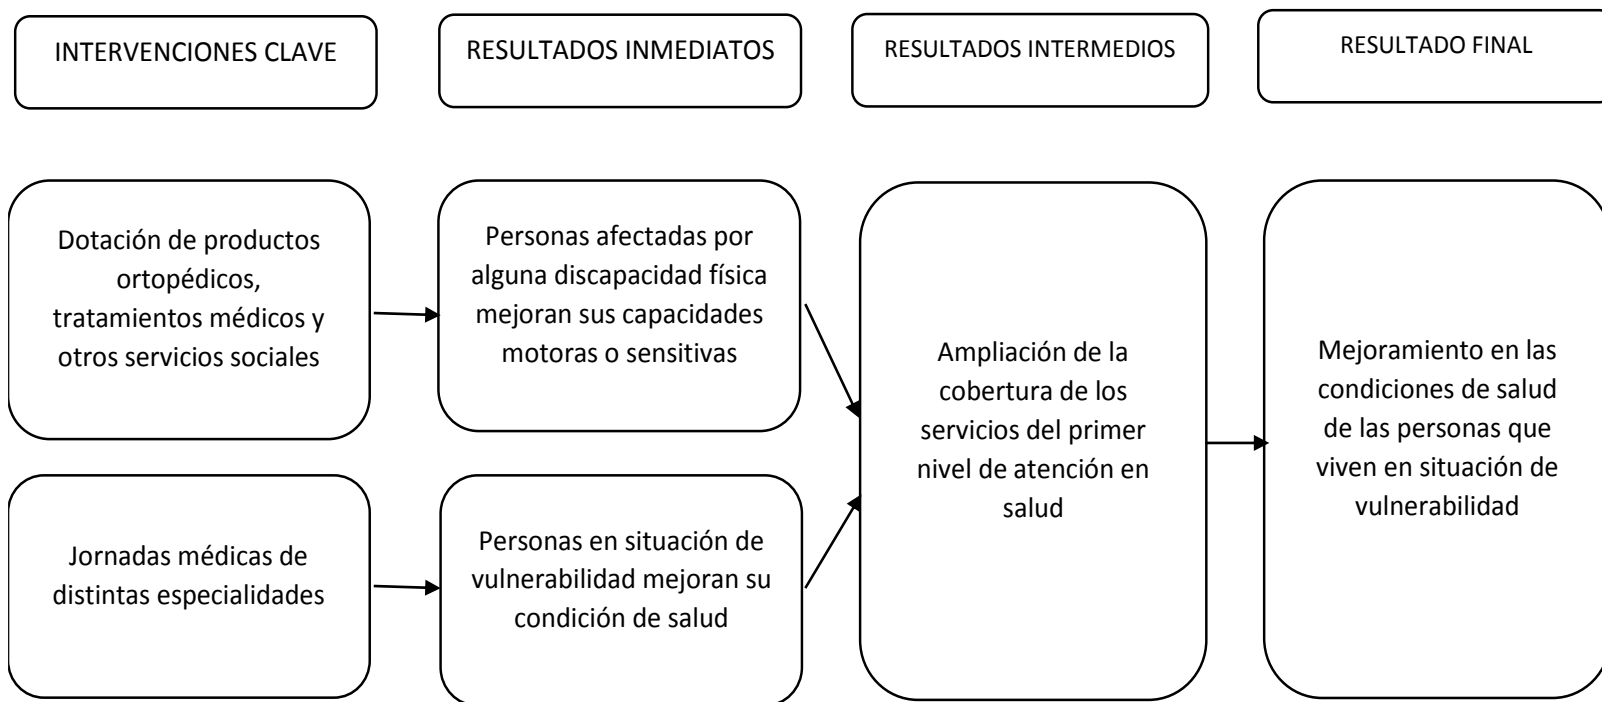 INTERVENCIONES CLAVE
RESULTADOS INMEDIATOS
RESULTADOS INTERMEDIOS
RESULTADO FINAL
Dotación de productos
ortopédicos,
tratamientos médicos y
otros servicios sociales
Personas afectadas por
alguna discapacidad física
mejoran sus capacidades
motoras o sensitivas
Jornadas médicas de
distintas especialidades
Personas en situación de
vulnerabilidad mejoran su
condición de salud
Ampliación de la
cobertura de los
servicios del primer
nivel de atención en
salud
Mejoramiento en las
condiciones de salud
de las personas que
viven en situación de
vulnerabilidad